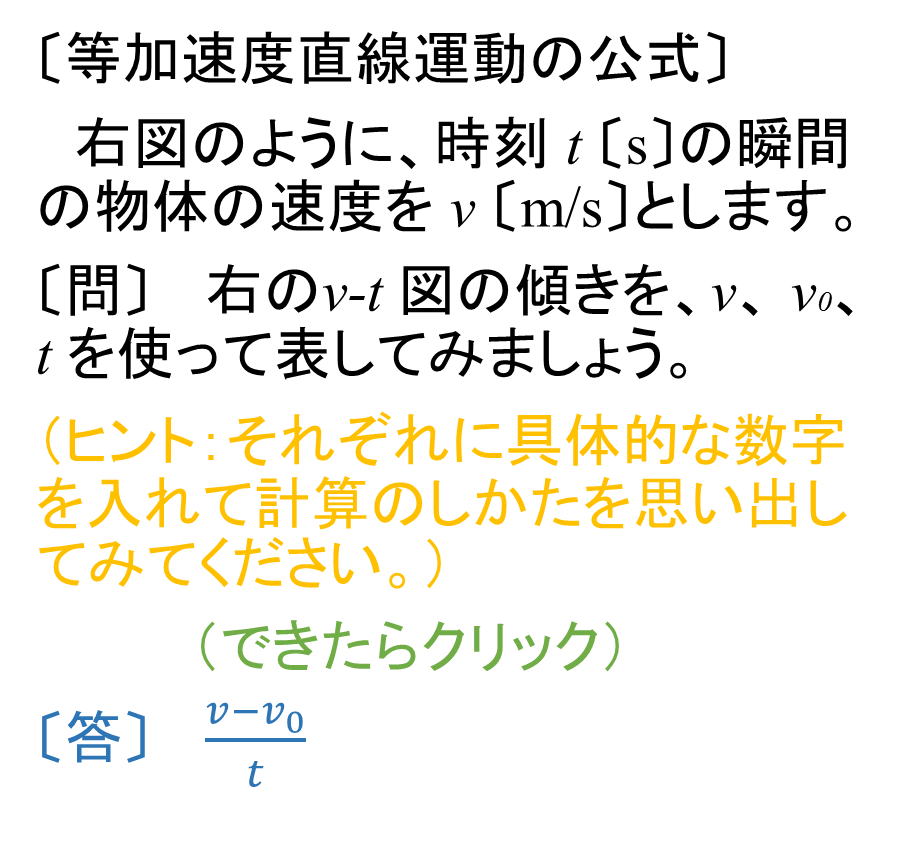 〔等加速度直線運動の公式〕
右図のように、時刻 t〔s〕の瞬間
の物体の速度を v〔m/s〕とします。
〔問〕 右のv-t 図の傾きを、v、 v₀、
t を使って表してみましょう。
（ヒント：それぞれに具体的な数字
を入れて計算のしかたを思い出し
てみてください。）
（できたらクリック）
〔答〕 v−v₀
t